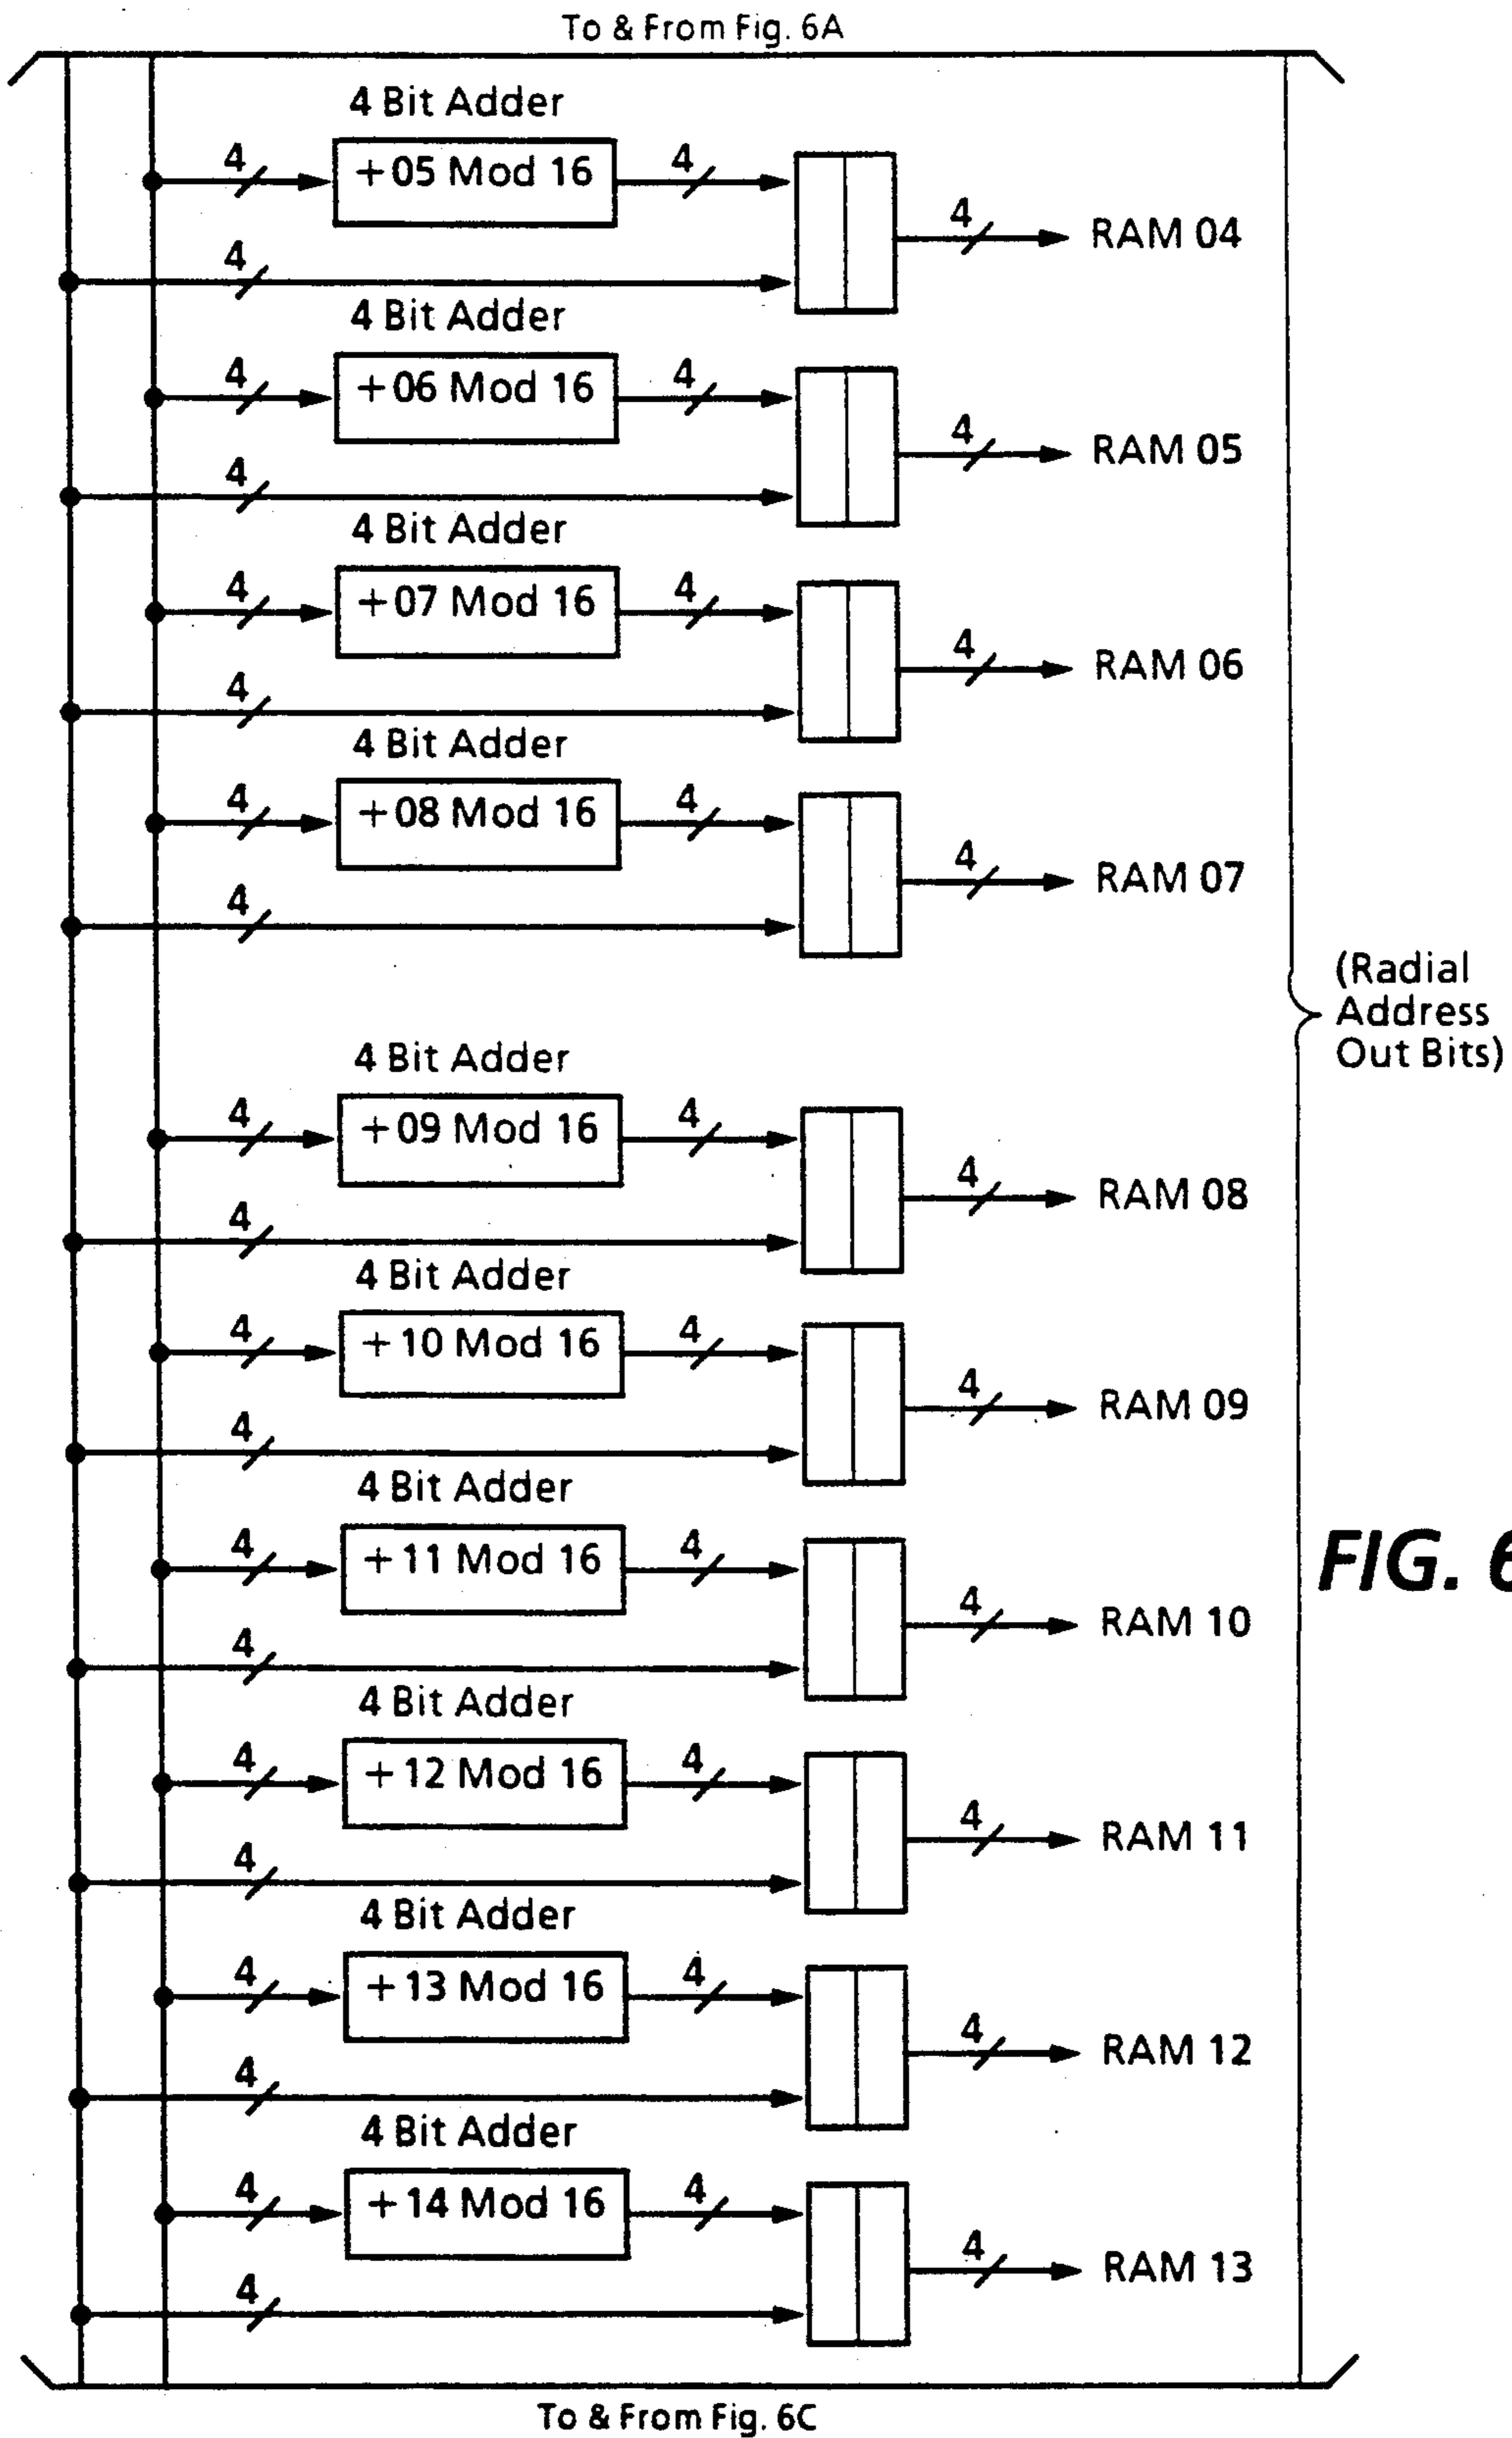 To & From Fig. 6A
4 Bit Adder
4
+05 Mod 16
4
4
RAM 04
4
4 Bit Adder
4
+06 Mod 16
4
4
RAM 05
4
4 Bit Adder
4
+07 Mod 16
4
4
RAM 06
4
4 Bit Adder
4
+08 Mod 16
4
4
RAM 07
4
(Radial
Address
Out Bits)
4 Bit Adder
4
+09 Mod 16
4
4
RAM 08
4
4 Bit Adder
4
+10 Mod 16
4
4
RAM 09
4
4 Bit Adder
4
+11 Mod 16
4
4
RAM 10
4
FIG. 6
4 Bit Adder
4
+12 Mod 16
4
4
RAM 11
4
4 Bit Adder
4
+13 Mod 16
4
4
RAM 12
4
4 Bit Adder
4
+14 Mod 16
4
4
RAM 13
4
To & From Fig. 6C